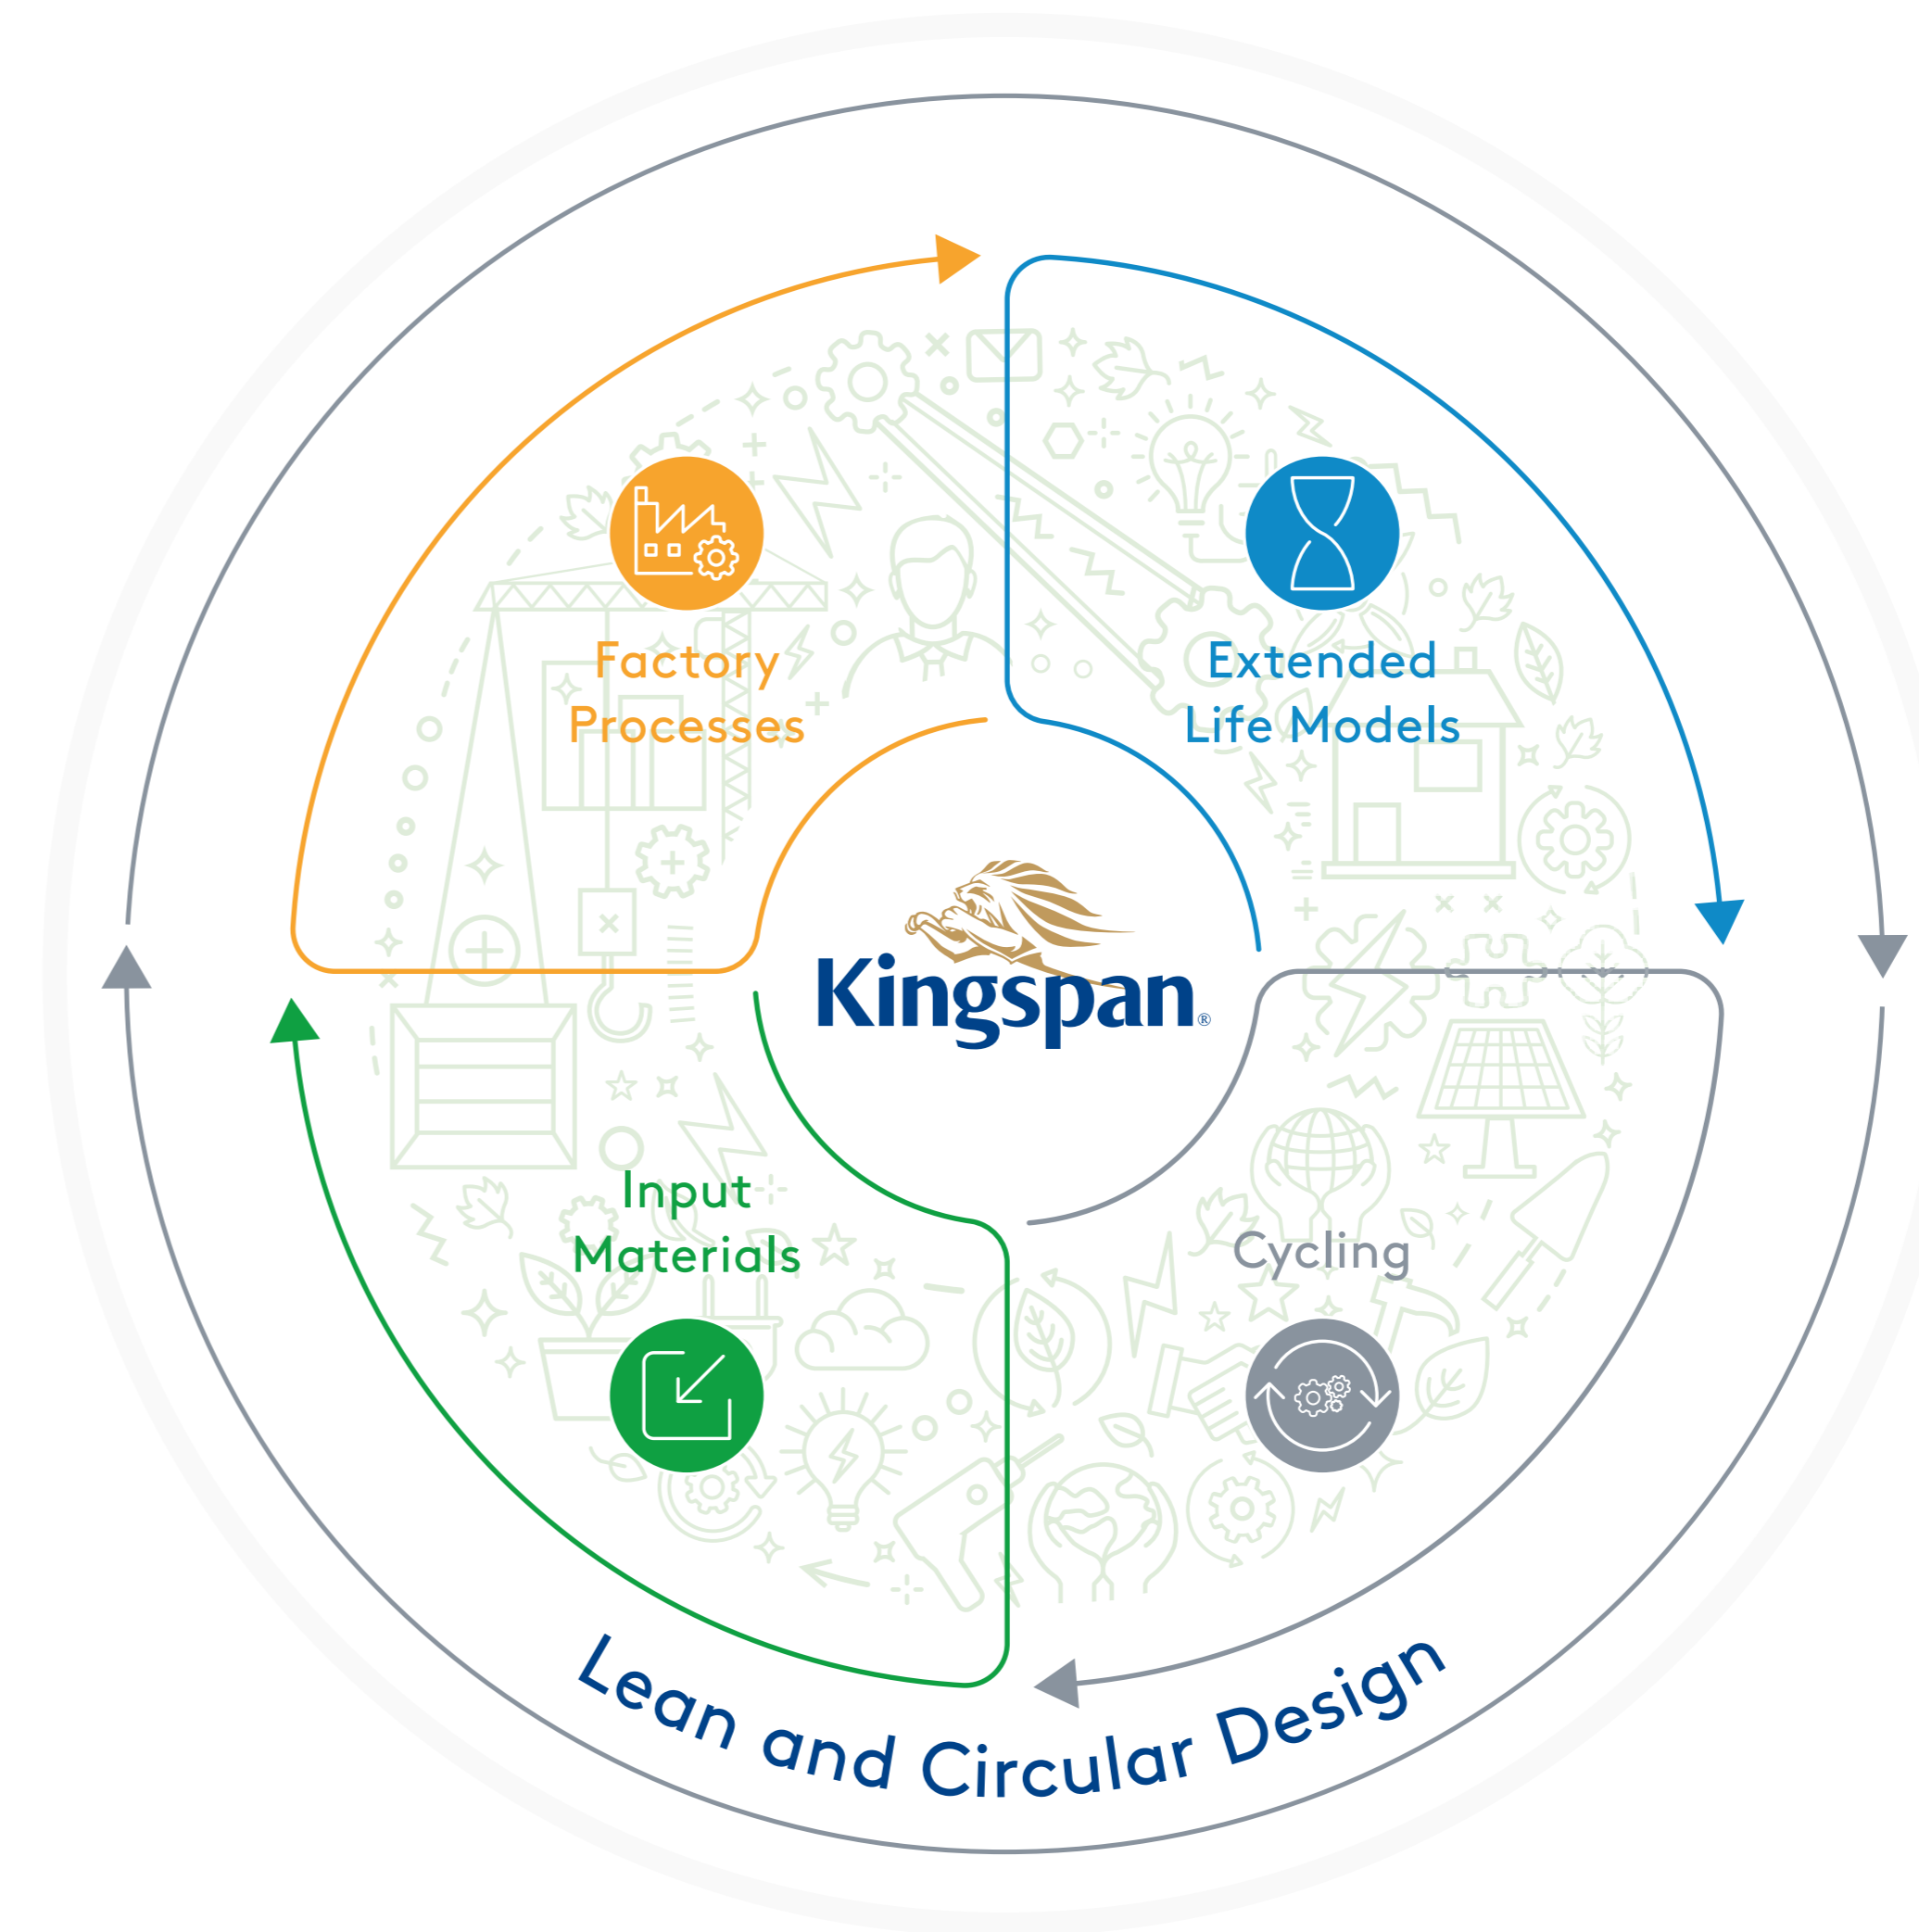 Factory
Processes
Extended
Life Models
Kingspan®
Input
Materials
Cycling
Lean and Circular Design